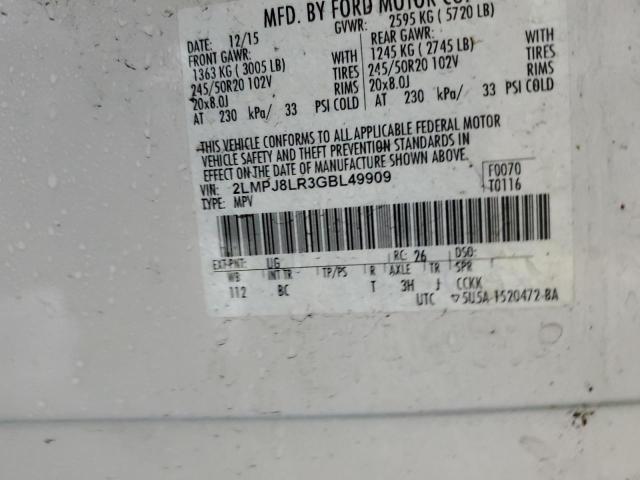 MFD. BY FORD MOTOR CO.
DATE: 12/15 GVWR: 2595 KG ( 5720 LB)
FRONT GAWR: REAR GAWR:
1363 KG ( 3005 LB) WITH 1245 KG ( 2745 LB) WITH
245/50R20 102V TIRES 245/50R20 102V TIRES
20x8.0J RIMS 20x8.0J RIMS
AT 230 kPa/ 33 PSI COLD AT 230 kPa/ 33 PSI COLD
THIS VEHICLE CONFORMS TO ALL APPLICABLE FEDERAL MOTOR
VEHICLE SAFETY AND THEFT PREVENTION STANDARDS IN
EFFECT ON THE DATE OF MANUFACTURE SHOWN ABOVE.
VIN: 2LMPJ8LR3GBL49909 F0070
TYPE: MPV T0116
EXT-PNT: UG RC: 26 DSO:
WB INT TR TP/PS R AXLE TR SPR
112 BC T 3H J CCKK
UTC 5U5A-1520472-BA